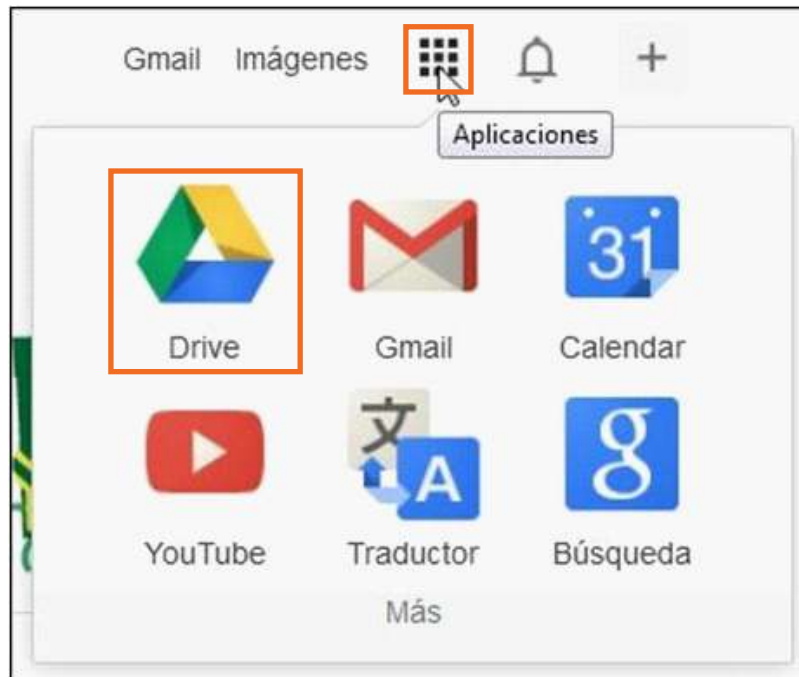 Gmail Imágenes
Aplicaciones
31
Drive Gmail Calendar
文 A g
YouTube Traductor Búsqueda
Más